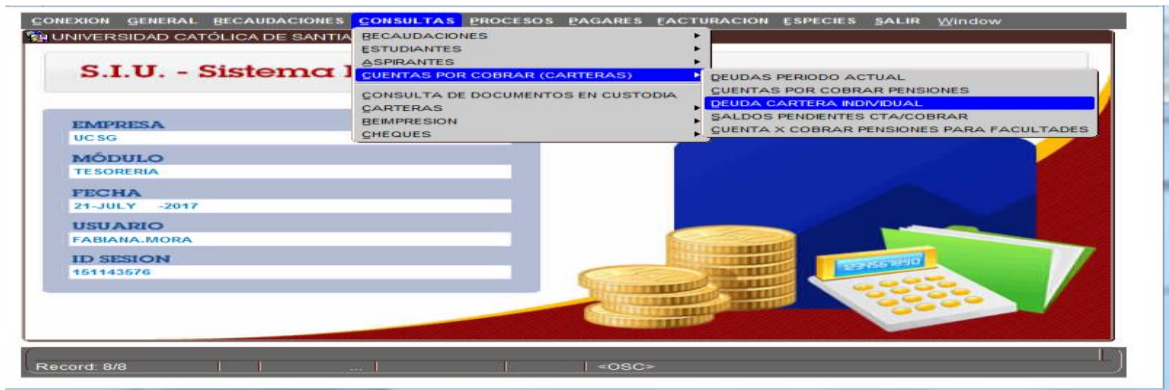 CONEXION GENERAL RECAUDACIONES CONSULTAS PROCESOS PAGARES FACTURACION ESPECIES SALIR Window
UNIVERSIDAD CATÓLICA DE SANTIA
RECAUDACIONES
ESTUDIANTES
ASPIRANTES
CUENTAS POR COBRAR (CARTERAS)
CONSULTA DE DOCUMENTOS EN CUSTODIA
CARTERAS
REIMPRESION
CHEQUES
DEUDAS PERIODO ACTUAL
CUENTAS POR COBRAR PENSIONES
DEUDA CARTERA INDIVIDUAL
SALDOS PENDIENTES CTA/COBRAR
CUENTA X COBRAR PENSIONES PARA FACULTADES
S.I.U. - Sistema
EMPRESA
UCSG
MÓDULO
TESORERIA
FECHA
21-JULY -2017
USUARIO
FABIANA.MORA
ID SESION
151143576
1234567890
Record: 8/8 ... <OSC>